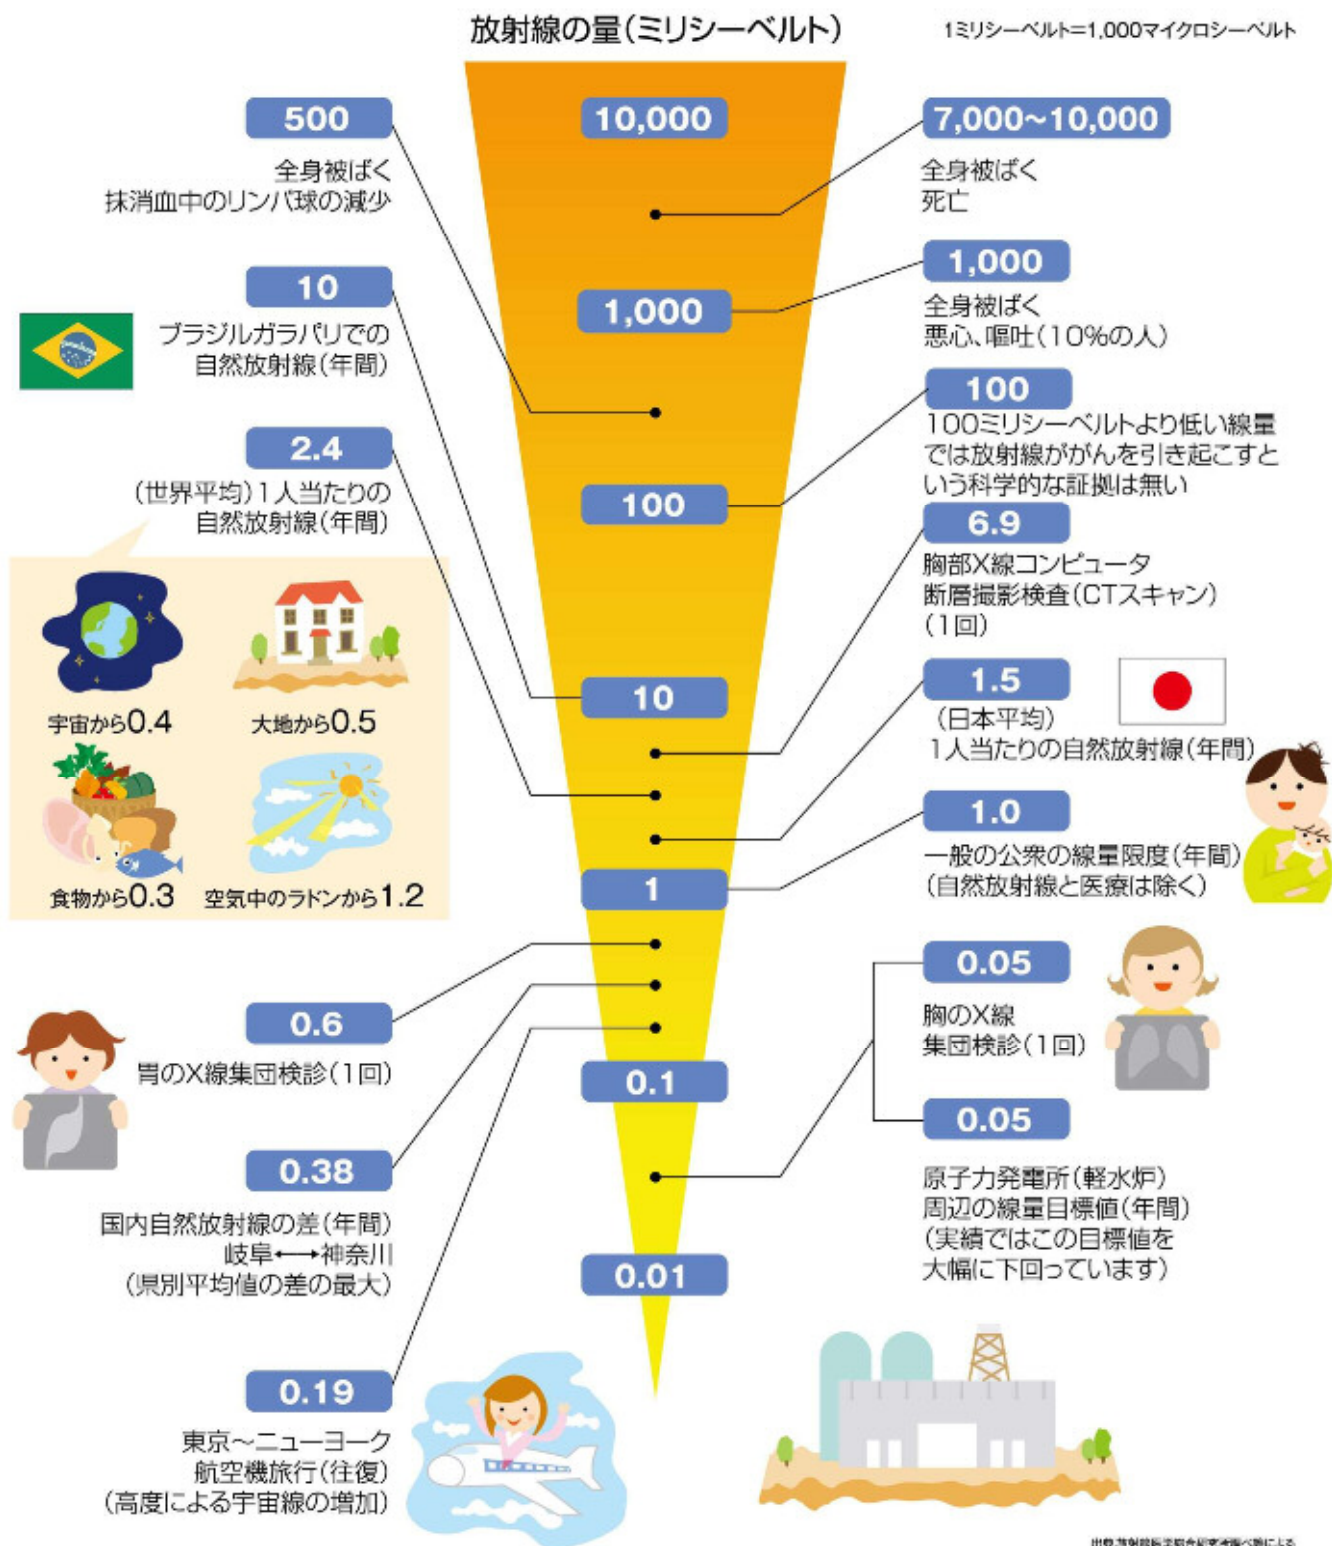 放射線の量(ミリシーベルト)
1ミリシーベルト=1,000マイクロシーベルト
500
全身被ばく
抹消血中のリンパ球の減少
10
ブラジルガラパリでの
自然放射線(年間)
2.4
(世界平均)1人当たりの
自然放射線(年間)
宇宙から0.4
大地から0.5
食物から0.3
空気中のラドンから1.2
0.6
胃のX線集団検診(1回)
0.38
国内自然放射線の差(年間)
岐阜⟷神奈川
(県別平均値の差の最大)
0.19
東京〜ニューヨーク
航空機旅行(往復)
(高度による宇宙線の増加)
10,000
1,000
100
10
1
0.1
0.01
7,000〜10,000
全身被ばく
死亡
1,000
全身被ばく
悪心、嘔吐(10%の人)
100
100ミリシーベルトより低い線量
では放射線ががんを引き起こすと
いう科学的な証拠は無い
6.9
胸部X線コンピュータ
断層撮影検査(CTスキャン)
(1回)
1.5
(日本平均)
1人当たりの自然放射線(年間)
1.0
一般の公衆の線量限度(年間)
(自然放射線と医療は除く)
0.05
胸のX線
集団検診(1回)
0.05
原子力発電所(軽水炉)
周辺の線量目標値(年間)
(実績ではこの目標値を
大幅に下回っています)